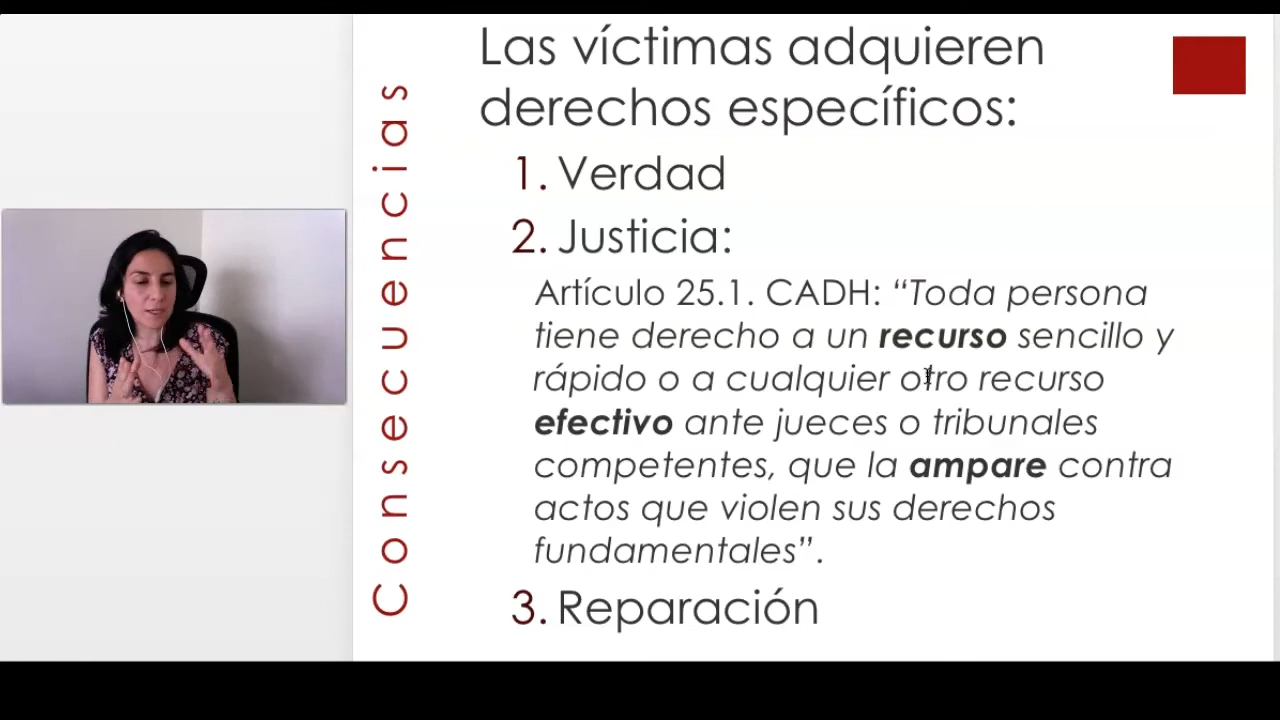 Consecuencias
Las víctimas adquieren
derechos específicos:
1. Verdad
2. Justicia:
Artículo 25.1. CADH: “Toda persona
tiene derecho a un recurso sencillo y
rápido o a cualquier otro recurso
efectivo ante jueces o tribunales
competentes, que la ampare contra
actos que violen sus derechos
fundamentales”.
3. Reparación